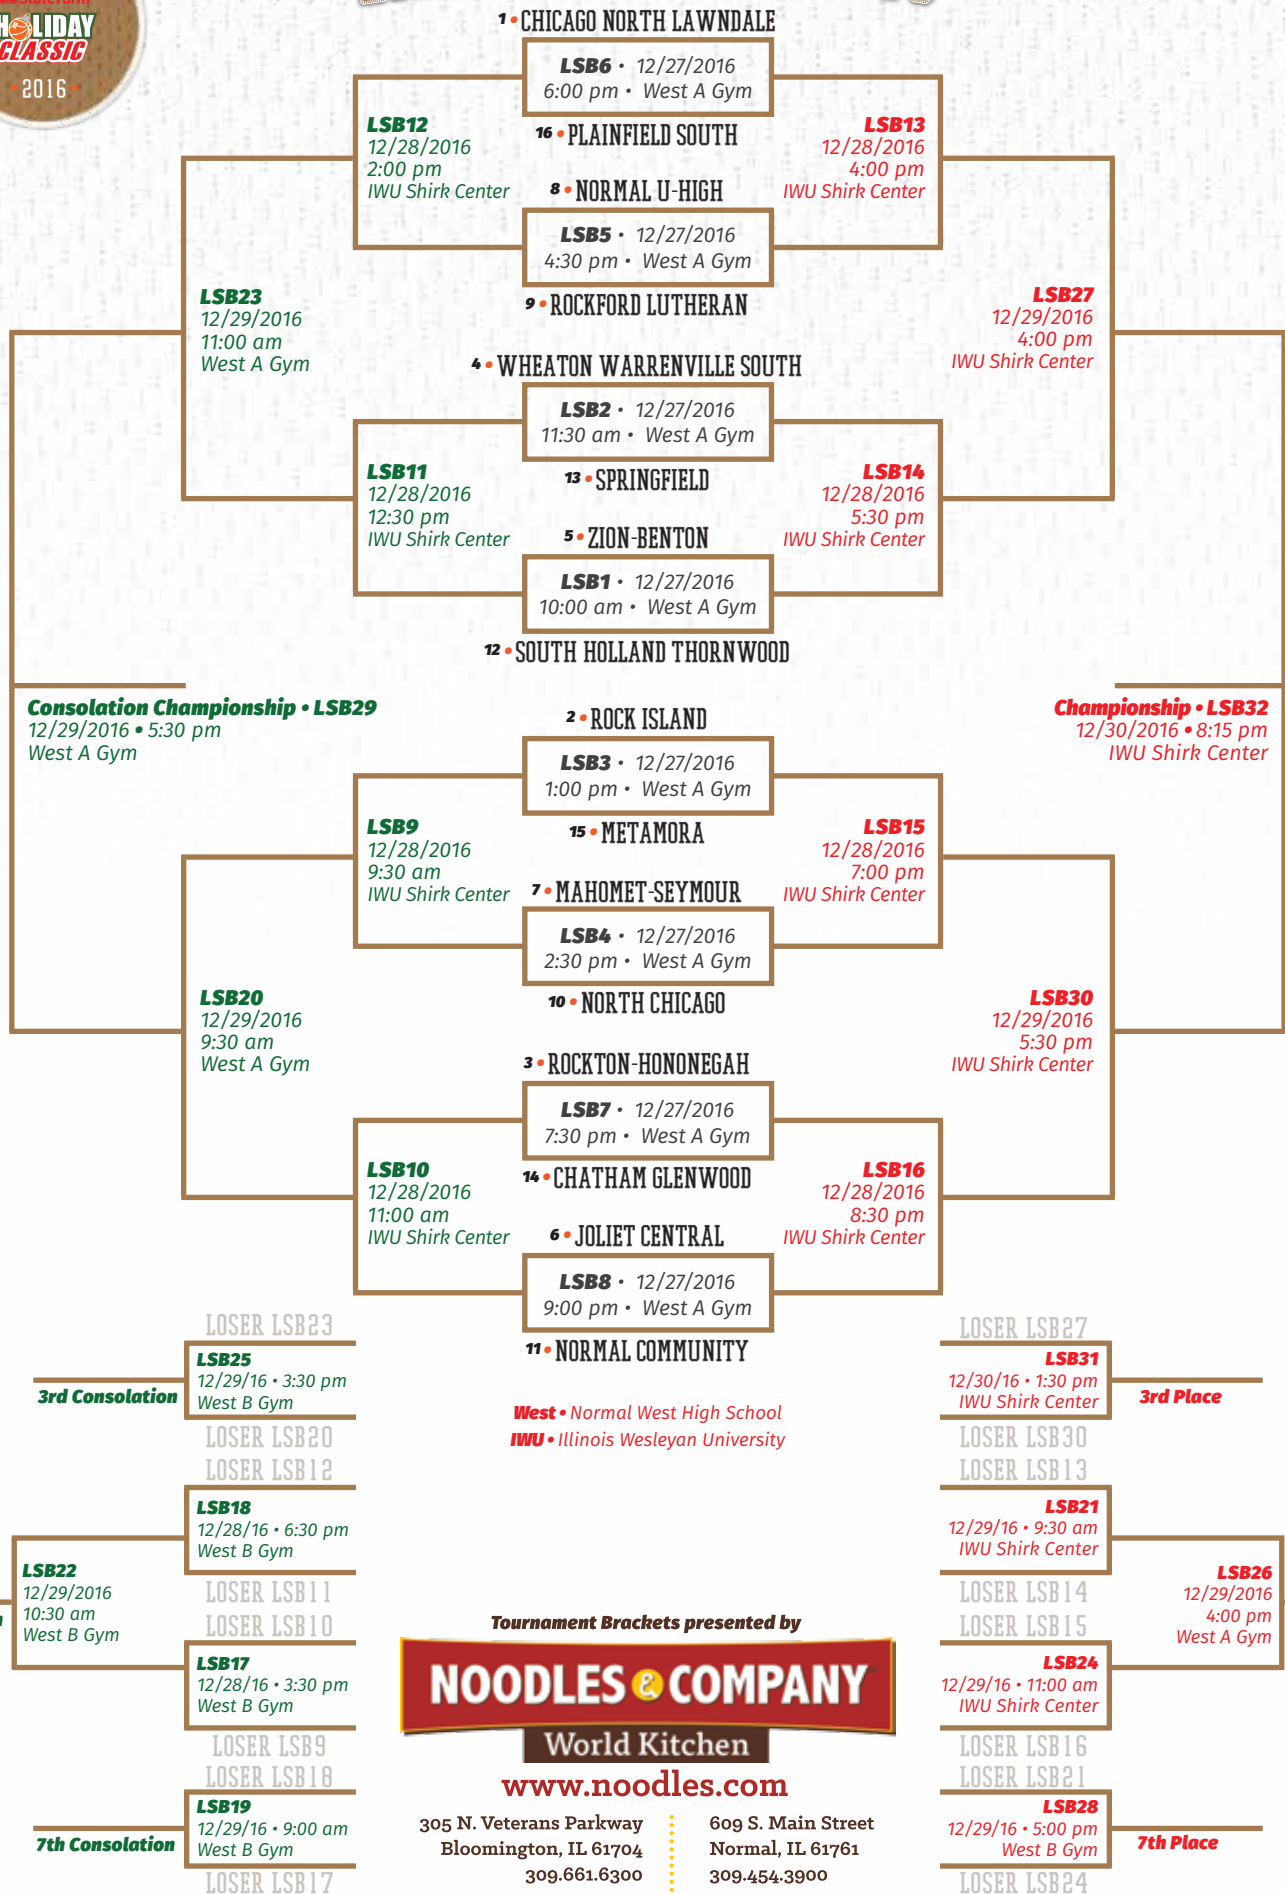 StateFarm
HOLIDAY
CLASSIC
• 2016 •
1 • CHICAGO NORTH LAWNDALE
LSB6 • 12/27/2016
6:00 pm • West A Gym
16 • PLAINFIELD SOUTH
LSB12
12/28/2016
2:00 pm
IWU Shirk Center
LSB13
12/28/2016
4:00 pm
IWU Shirk Center
8 • NORMAL U-HIGH
LSB5 • 12/27/2016
4:30 pm • West A Gym
9 • ROCKFORD LUTHERAN
LSB23
12/29/2016
11:00 am
West A Gym
LSB27
12/29/2016
4:00 pm
IWU Shirk Center
4 • WHEATON WARRENVILLE SOUTH
LSB2 • 12/27/2016
11:30 am • West A Gym
13 • SPRINGFIELD
LSB11
12/28/2016
12:30 pm
IWU Shirk Center
LSB14
12/28/2016
5:30 pm
IWU Shirk Center
5 • ZION-BENTON
LSB1 • 12/27/2016
10:00 am • West A Gym
12 • SOUTH HOLLAND THORNWOOD
Consolation Championship • LSB29
12/29/2016 • 5:30 pm
West A Gym
Championship • LSB32
12/30/2016 • 8:15 pm
IWU Shirk Center
2 • ROCK ISLAND
LSB3 • 12/27/2016
1:00 pm • West A Gym
15 • METAMORA
LSB9
12/28/2016
9:30 am
IWU Shirk Center
LSB15
12/28/2016
7:00 pm
IWU Shirk Center
7 • MAHOMET-SEYMOUR
LSB4 • 12/27/2016
2:30 pm • West A Gym
10 • NORTH CHICAGO
LSB20
12/29/2016
9:30 am
West A Gym
LSB30
12/29/2016
5:30 pm
IWU Shirk Center
3 • ROCKTON-HONONEGAH
LSB7 • 12/27/2016
7:30 pm • West A Gym
14 • CHATHAM GLENWOOD
LSB10
12/28/2016
11:00 am
IWU Shirk Center
LSB16
12/28/2016
8:30 pm
IWU Shirk Center
6 • JOLIET CENTRAL
LSB8 • 12/27/2016
9:00 pm • West A Gym
11 • NORMAL COMMUNITY
LOSER LSB23
LSB25
12/29/16 • 3:30 pm
West B Gym
3rd Consolation
LOSER LSB20
LOSER LSB27
LSB31
12/30/16 • 1:30 pm
IWU Shirk Center
3rd Place
LOSER LSB30
West • Normal West High School
IWU • Illinois Wesleyan University
LOSER LSB12
LSB18
12/28/16 • 6:30 pm
West B Gym
LOSER LSB11
LSB22
12/29/2016
10:30 am
West B Gym
LOSER LSB10
LSB17
12/28/16 • 3:30 pm
West B Gym
LOSER LSB9
LOSER LSB13
LSB21
12/29/16 • 9:30 am
IWU Shirk Center
LOSER LSB14
LSB26
12/29/2016
4:00 pm
West A Gym
LOSER LSB15
LSB24
12/29/16 • 11:00 am
IWU Shirk Center
LOSER LSB16
LOSER LSB18
LSB19
12/29/16 • 9:00 am
West B Gym
7th Consolation
LOSER LSB17
LOSER LSB21
LSB28
12/29/16 • 5:00 pm
West B Gym
7th Place
LOSER LSB24
Tournament Brackets presented by
NOODLES & COMPANY
World Kitchen
www.noodles.com
305 N. Veterans Parkway
Bloomington, IL 61704
309.661.6300
609 S. Main Street
Normal, IL 61761
309.454.3900